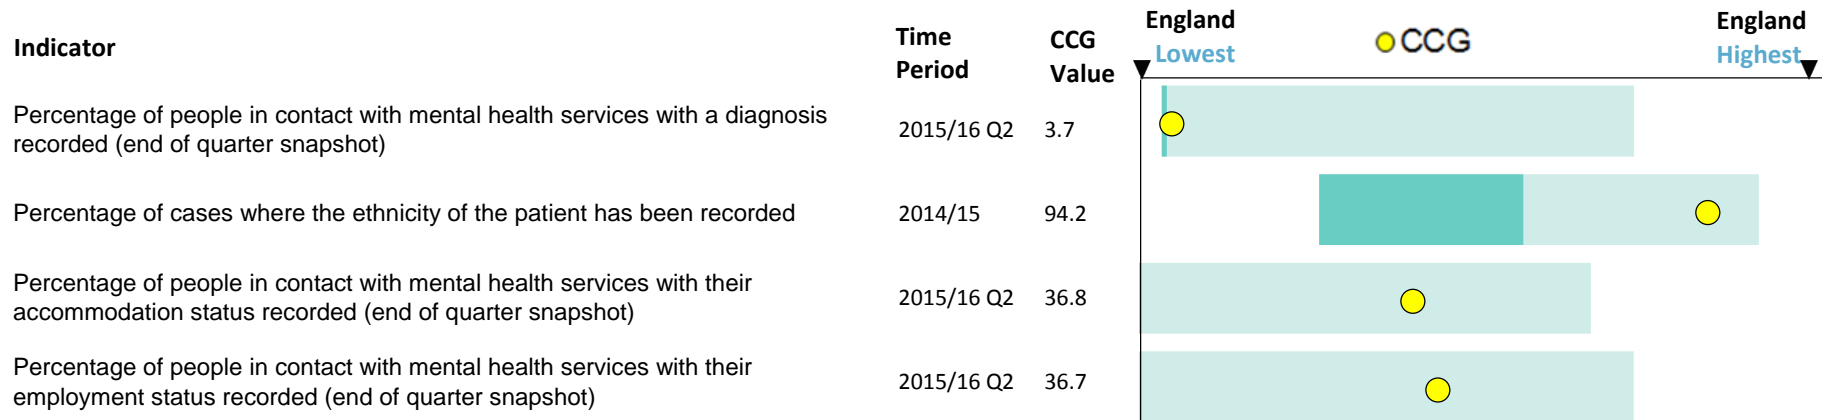 Indicator
Time
Period
CCG
Value
England
Lowest
CCG
England
Highest
Percentage of people in contact with mental health services with a diagnosis
recorded (end of quarter snapshot)
2015/16 Q2
3.7
Percentage of cases where the ethnicity of the patient has been recorded
2014/15
94.2
Percentage of people in contact with mental health services with their
accommodation status recorded (end of quarter snapshot)
2015/16 Q2
36.8
Percentage of people in contact with mental health services with their
employment status recorded (end of quarter snapshot)
2015/16 Q2
36.7